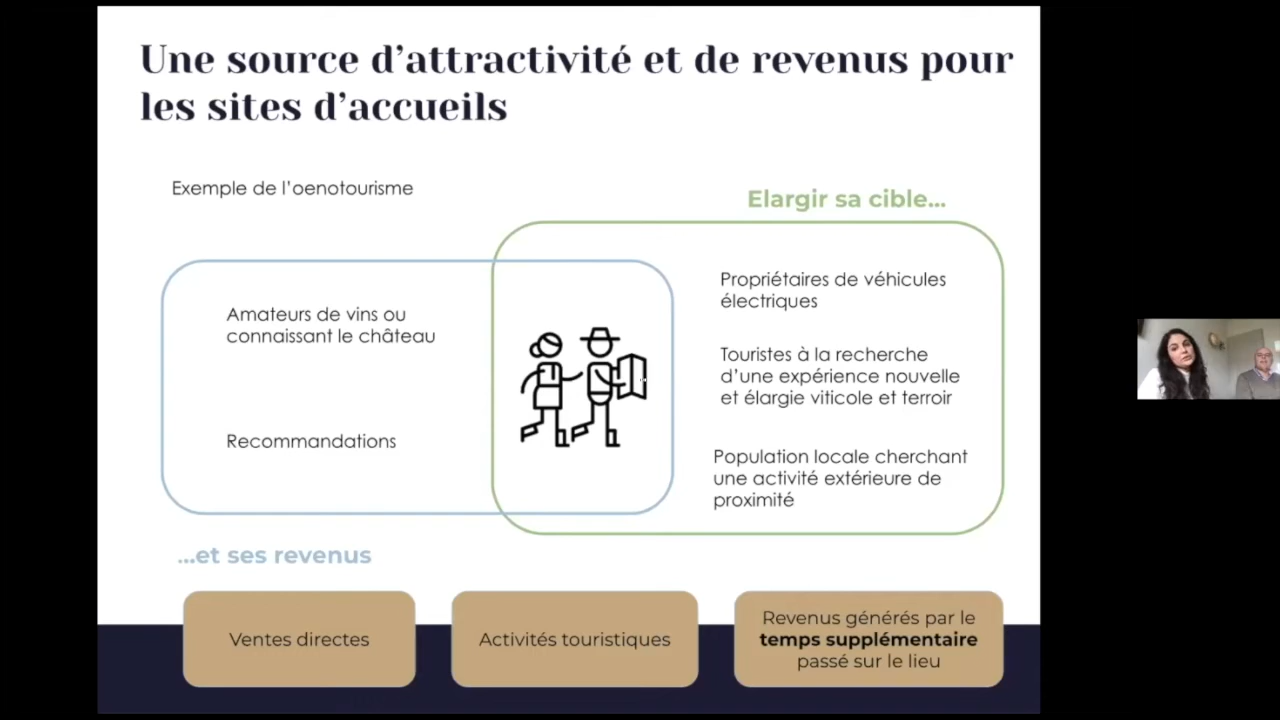 Une source d’attractivité et de revenus pour
les sites d’accueils
Exemple de l’oenotourisme
Elargir sa cible...
Amateurs de vins ou
connaissant le château
Recommandations
Propriétaires de véhicules
électriques
Touristes à la recherche
d’une expérience nouvelle
et élargie viticole et terroir
Population locale cherchant
une activité extérieure de
proximité
...et ses revenus
Ventes directes
Activités touristiques
Revenus générés par le
temps supplémentaire
passé sur le lieu